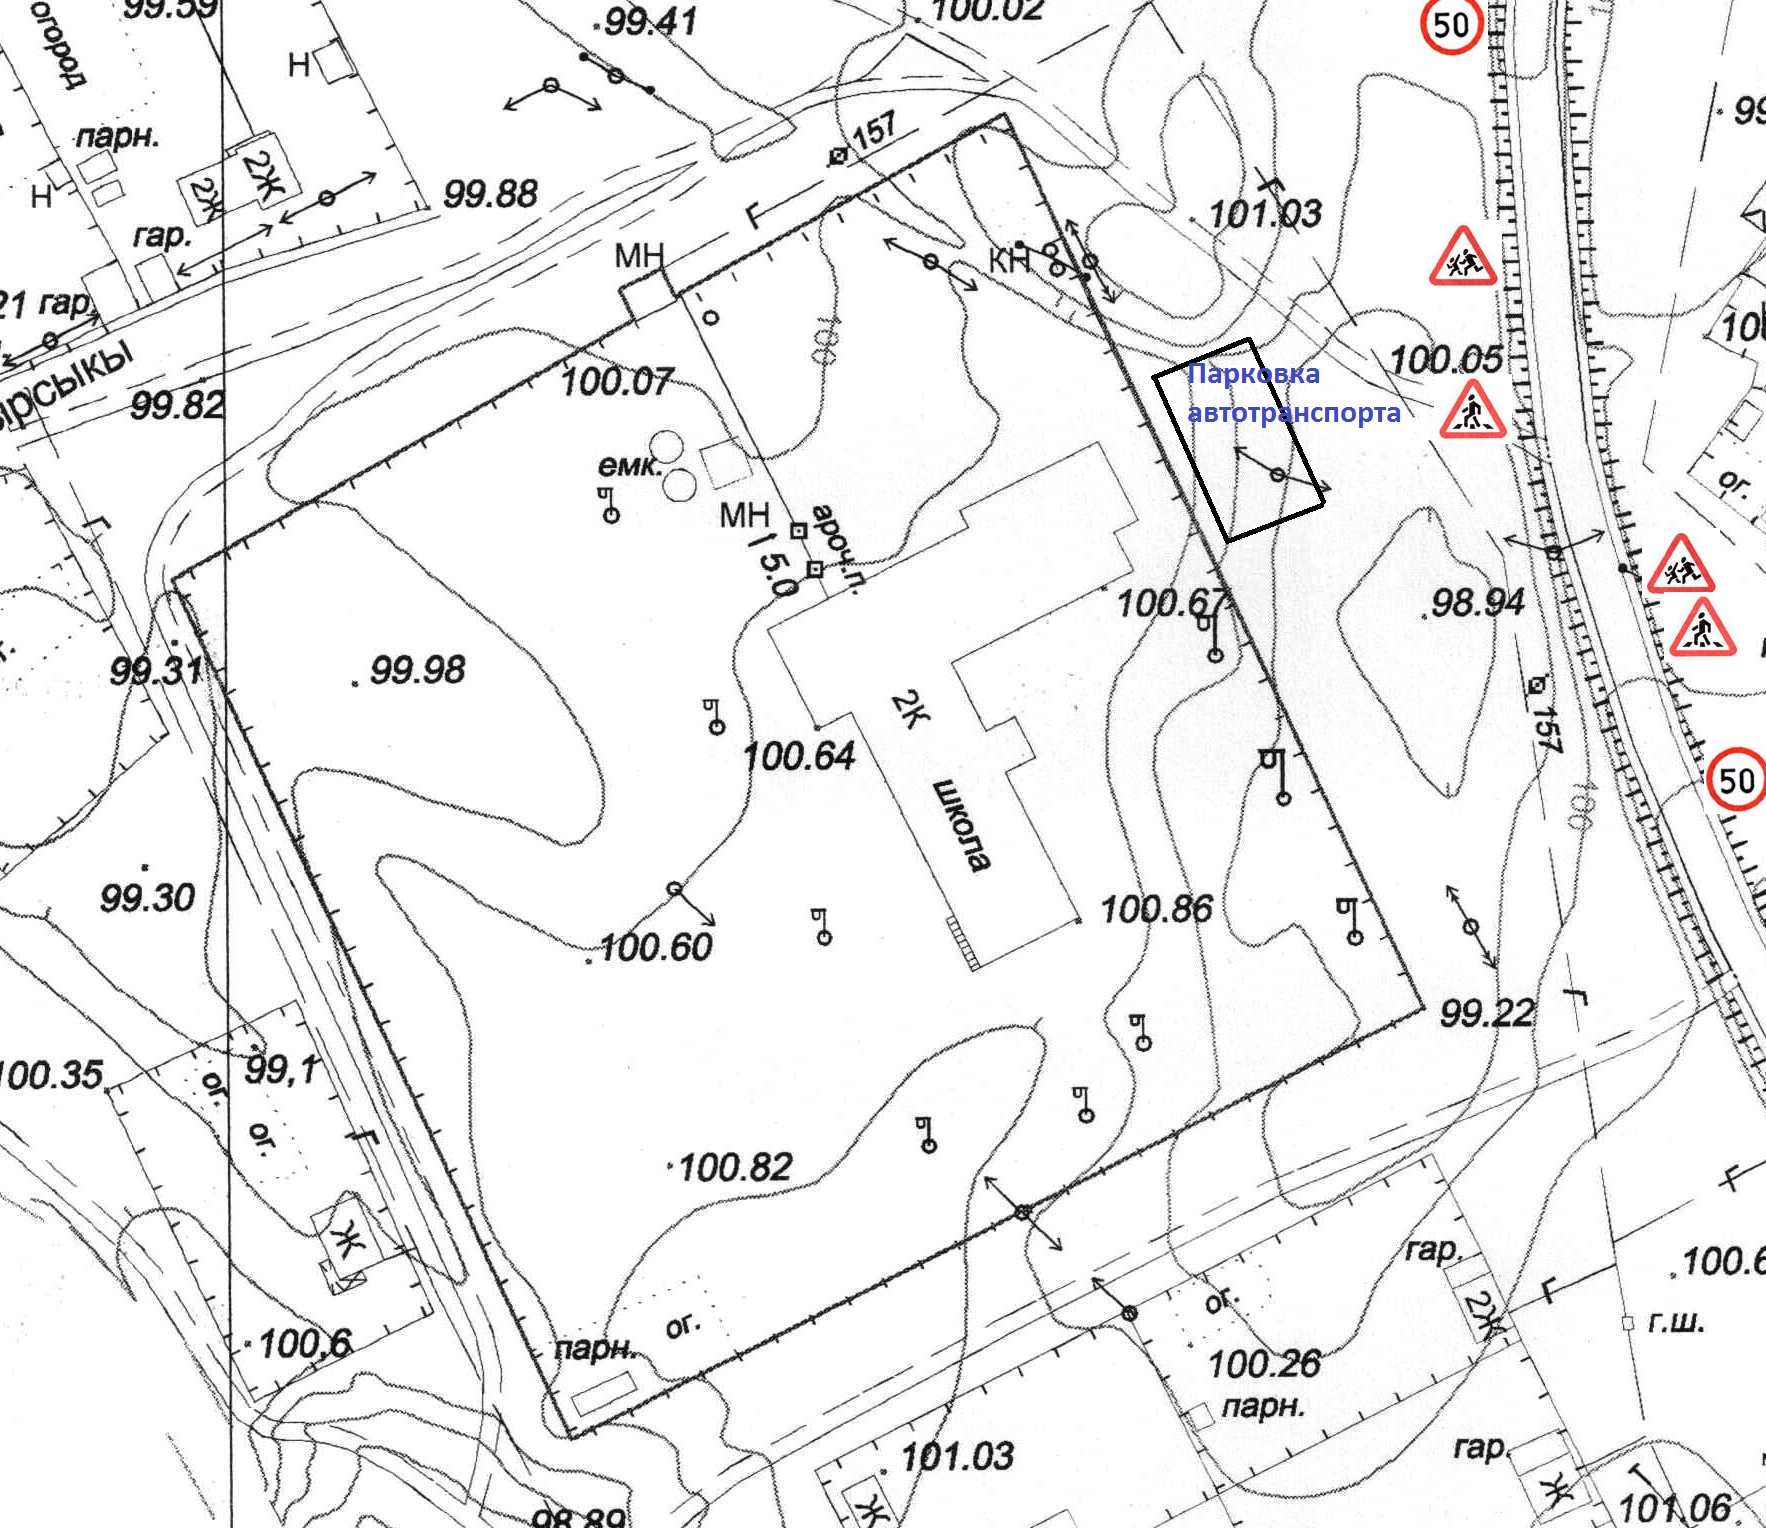 99.59
огород
99.41
100.02
50
Н
парн.
2Ж
2Ж
157
Н
99.88
Г
Г
101.03
гар.
МН
КН
21 гар.
100
100.05
99.82
100.07
Парковка
автотранспорта
ог.
емк.
МН
15.0
ароч.п.
Г
100.67
98.94
99.31
99.98
2К
школа
100.64
157
50
100
99.30
100.60
100.86
99.22
Г
100.35
99,1
ог.
ог.
Г
100.82
Г
Ж
гар.
Г
2Ж
г.ш.
ог.
100,6
парн.
ог.
100.26
парн.
гар.
101.03
Ж
Ж
101.06
98.89